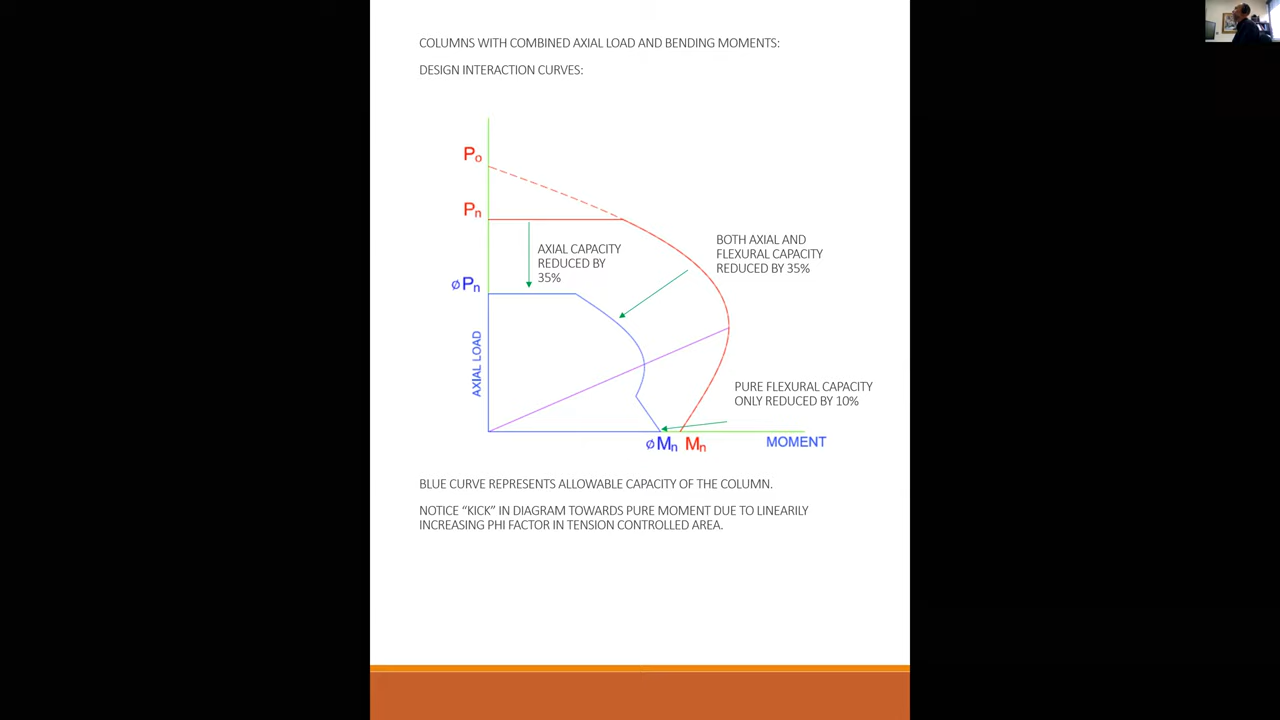 COLUMNS WITH COMBINED AXIAL LOAD AND BENDING MOMENTS:
DESIGN INTERACTION CURVES:
Po
Pn
AXIAL CAPACITY
REDUCED BY
35%
BOTH AXIAL AND
FLEXURAL CAPACITY
REDUCED BY 35%
øPn
AXIAL LOAD
PURE FLEXURAL CAPACITY
ONLY REDUCED BY 10%
øMn Mn MOMENT
BLUE CURVE REPRESENTS ALLOWABLE CAPACITY OF THE COLUMN.
NOTICE “KICK” IN DIAGRAM TOWARDS PURE MOMENT DUE TO LINEARILY
INCREASING PHI FACTOR IN TENSION CONTROLLED AREA.